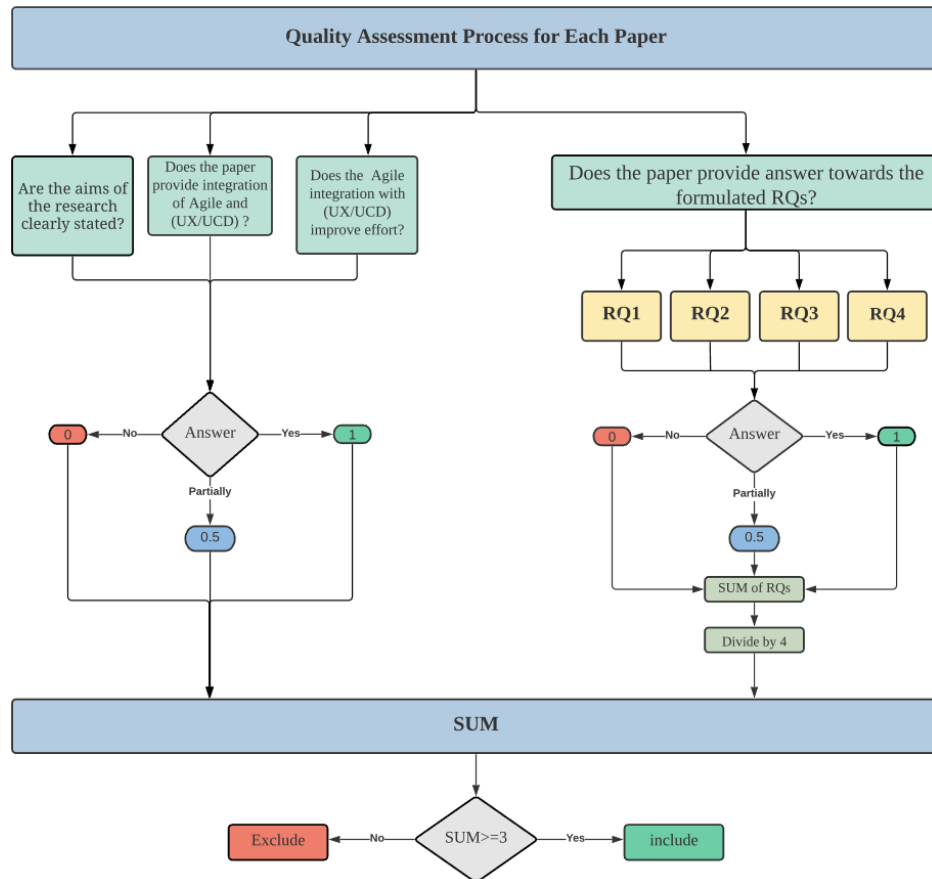 Quality Assessment Process for Each Paper
Are the aims of
the research
clearly stated?
Does the paper
provide integration
of Agile and
(UX/UCD) ?
Does the Agile
integration with
(UX/UCD)
improve effort?
Does the paper provide answer towards the
formulated RQs?
RQ1
RQ2
RQ3
RQ4
0
No
Answer
Yes
1
Partially
0.5
0
No
Answer
Yes
1
Partially
0.5
SUM of RQs
Divide by 4
SUM
Exclude
No
SUM>=3
Yes
include